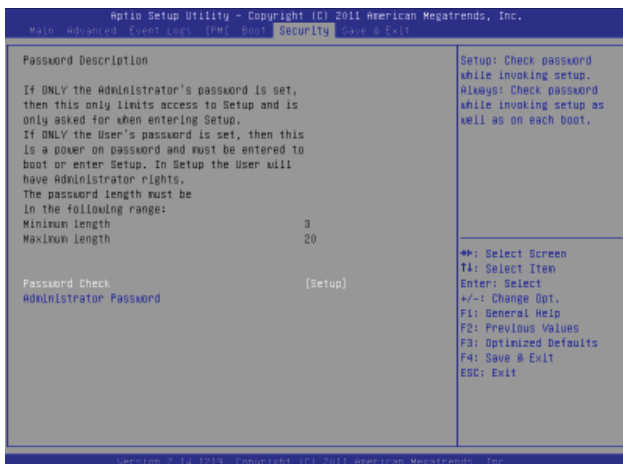 Aptio Setup Utility – Copyright (C) 2011 American Megatrends, Inc.
Main Advanced Event Logs IPMI Boot Security Save & Exit
Password Description
If ONLY the Administrator's password is set,
then this only limits access to Setup and is
only asked for when entering Setup.
If ONLY the User's password is set, then this
is a power on password and must be entered to
boot or enter Setup. In Setup the User will
have Administrator rights.
The password length must be
in the following range:
Minimum length 3
Maximum length 20
Password Check [Setup]
Administrator Password
Setup: Check password
while invoking setup.
Always: Check password
while invoking setup as
well as on each boot.
→←: Select Screen
↑↓: Select Item
Enter: Select
+/-: Change Opt.
F1: General Help
F2: Previous Values
F3: Optimized Defaults
F4: Save & Exit
ESC: Exit
Version 2.14.1219. Copyright (C) 2011 American Megatrends, Inc.